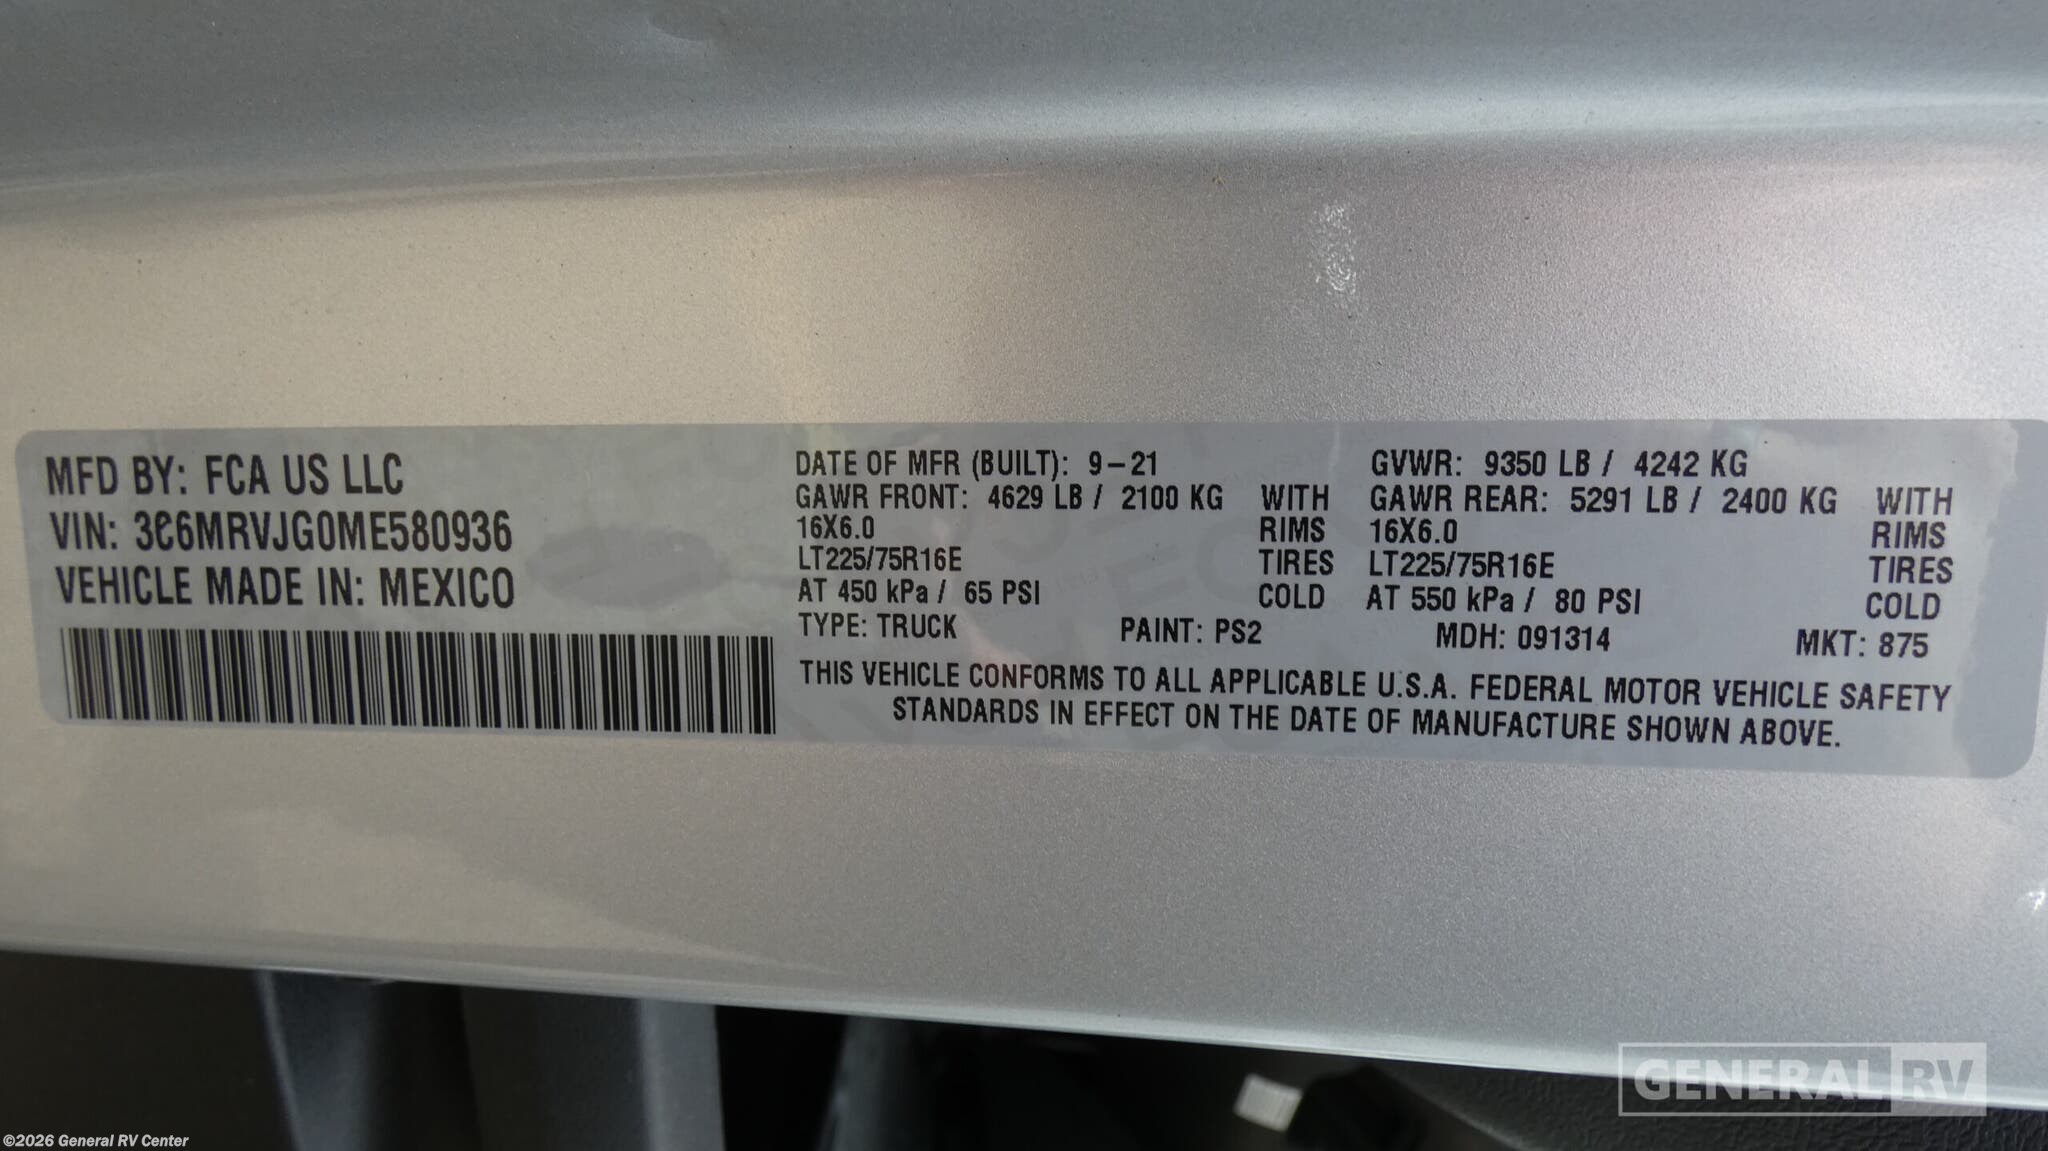 MFD BY: FCA US LLC
VIN: 3C6MRVJG0ME580936
VEHICLE MADE IN: MEXICO
DATE OF MFR (BUILT): 9-21
GVWR: 9350 LB / 4242 KG
GAWR FRONT: 4629 LB / 2100 KG WITH
16X6.0 RIMS
LT225/75R16E TIRES
AT 450 kPa / 65 PSI COLD
GAWR REAR: 5291 LB / 2400 KG WITH
16X6.0 RIMS
LT225/75R16E TIRES
AT 550 kPa / 80 PSI COLD
TYPE: TRUCK PAINT: PS2 MDH: 091314 MKT: 875
THIS VEHICLE CONFORMS TO ALL APPLICABLE U.S.A. FEDERAL MOTOR VEHICLE SAFETY
STANDARDS IN EFFECT ON THE DATE OF MANUFACTURE SHOWN ABOVE.
GENERAL RV
©2026 General RV Center